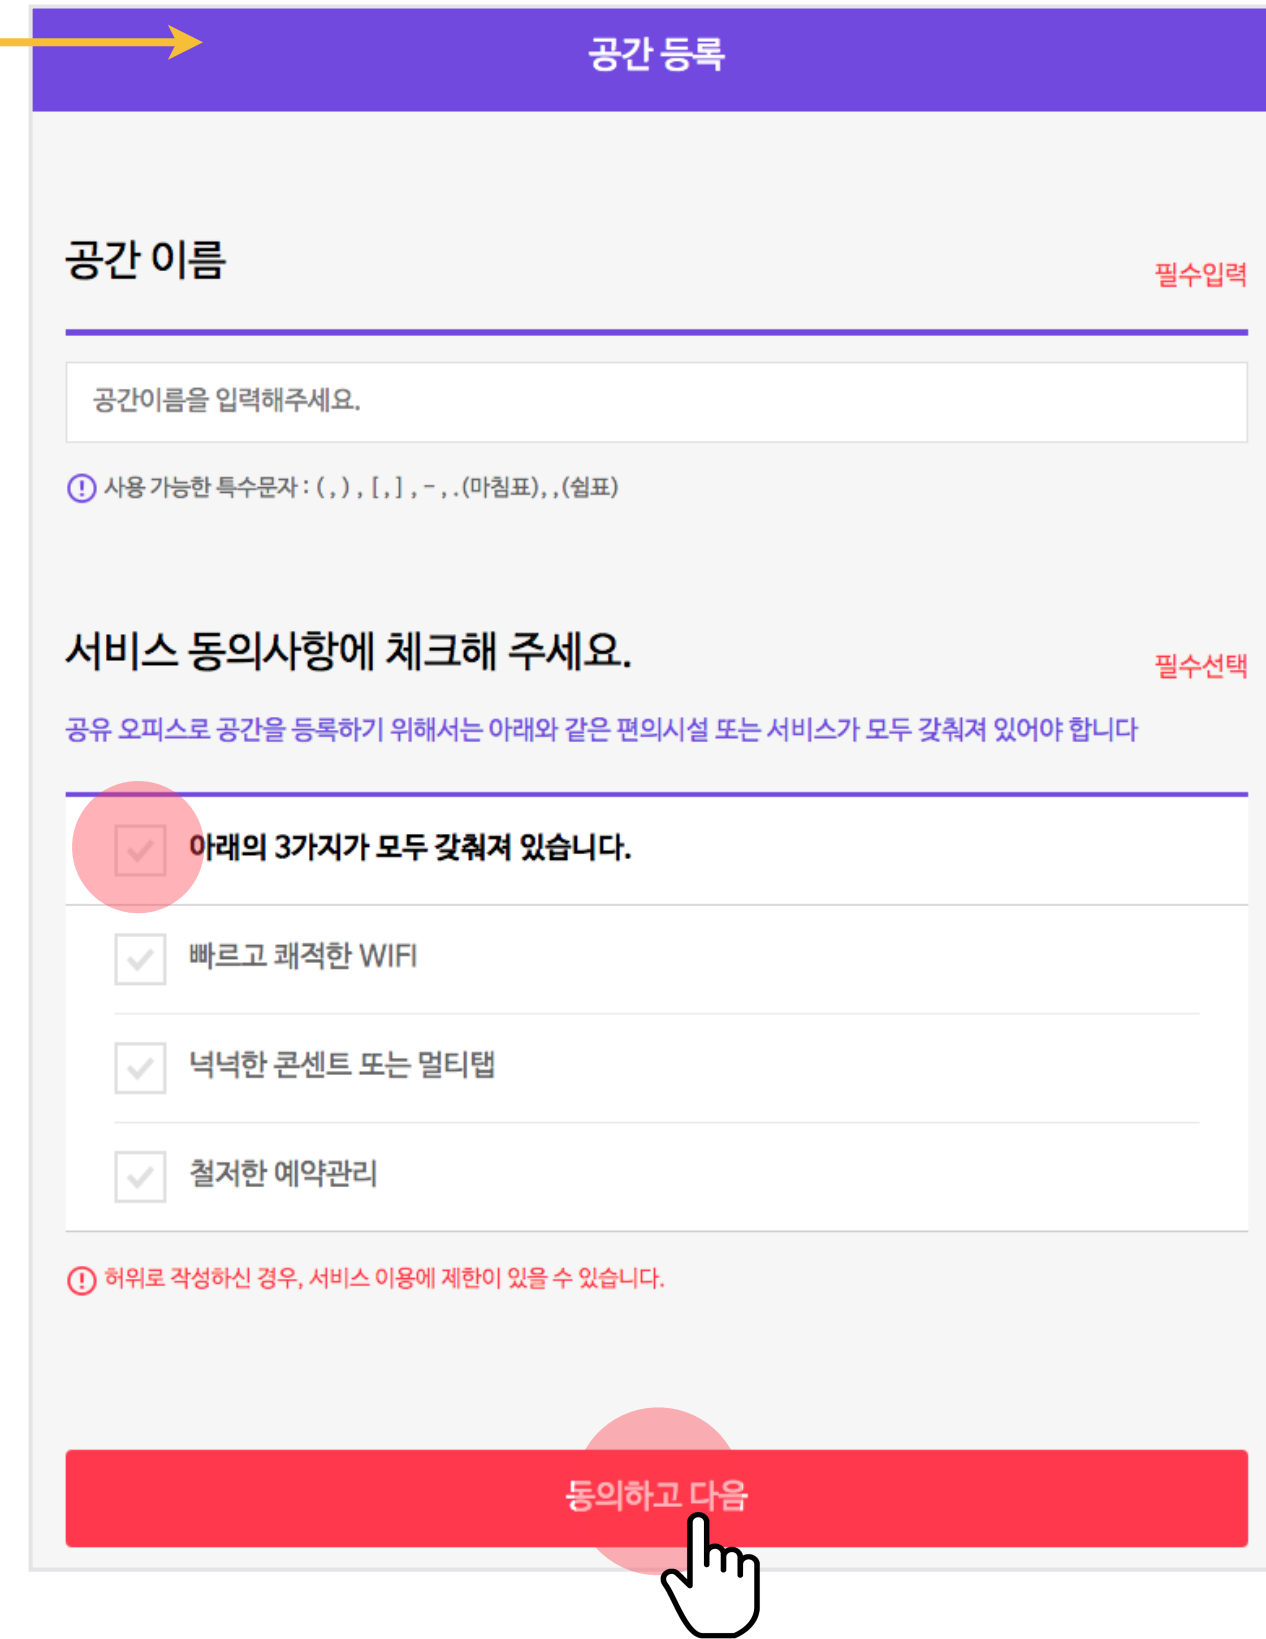 공간 등록
공간 이름
필수입력
공간이름을 입력해주세요.
사용 가능한 특수문자 : ( , ) , [ , ] , - , .(마침표), ,(쉼표)
서비스 동의사항에 체크해 주세요.
필수선택
공유 오피스로 공간을 등록하기 위해서는 아래와 같은 편의시설 또는 서비스가 모두 갖춰져 있어야 합니다
아래의 3가지가 모두 갖춰져 있습니다.
빠르고 쾌적한 WIFI
넉넉한 콘센트 또는 멀티탭
철저한 예약관리
허위로 작성하신 경우, 서비스 이용에 제한이 있을 수 있습니다.
동의하고 다음